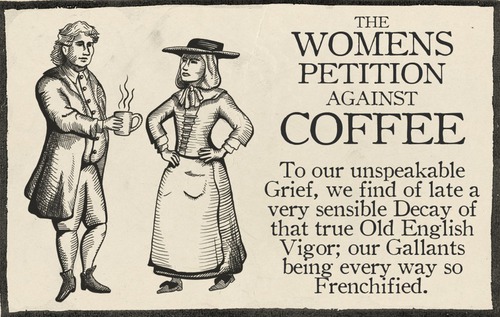 THE
WOMENS
PETITION
AGAINST
COFFEE
To our unspeakable
Grief, we find of late a
very sensible Decay of
that true Old English
Vigor; our Gallants
being every way so
Frenchified.